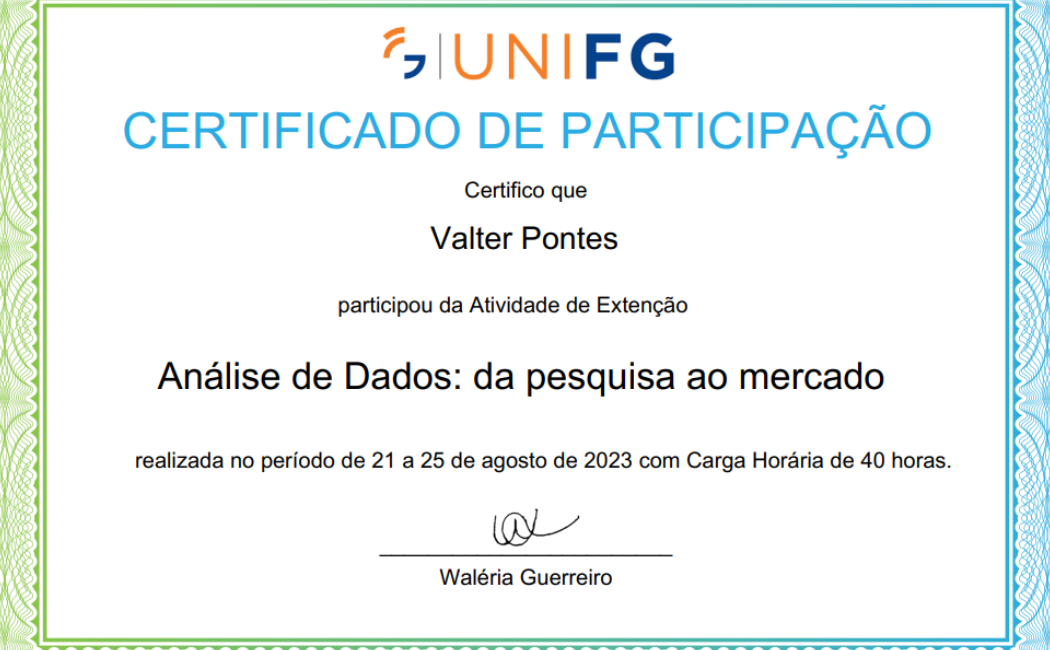 UNIFG
CERTIFICADO DE PARTICIPAÇÃO
Certifico que
Valter Pontes
participou da Atividade de Extenção
Análise de Dados: da pesquisa ao mercado
realizada no período de 21 a 25 de agosto de 2023 com Carga Horária de 40 horas.
Waléria Guerreiro